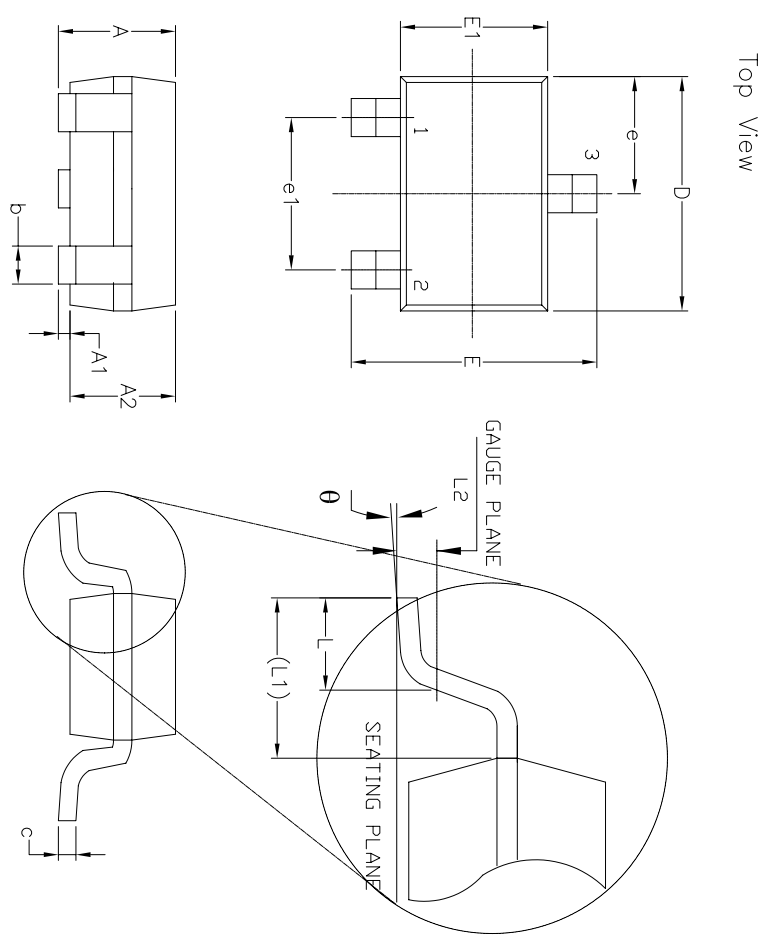 Top View
e
D
3
1
2
E1
e1
E
A
b
A1
A2
GAUGE PLANE
L2
θ
L
(L1)
SEATING PLANE
c